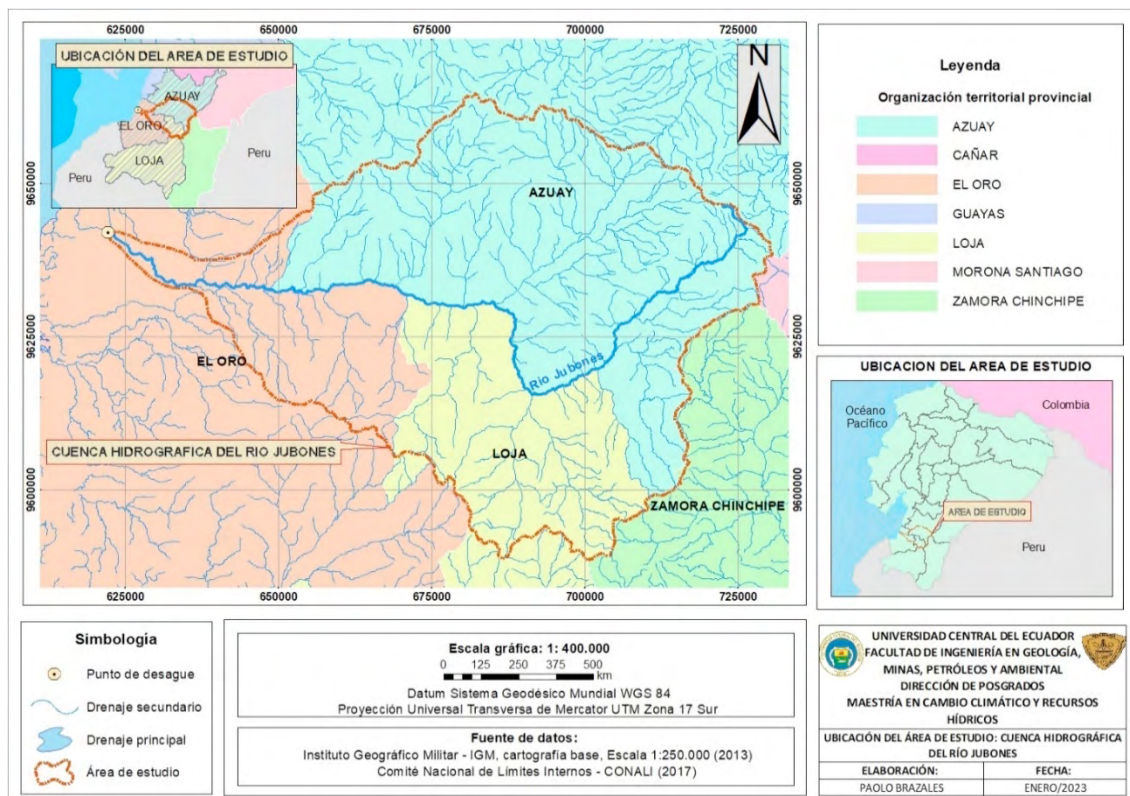 625000 650000 675000 700000 725000
UBICACIÓN DEL AREA DE ESTUDIO
AZUAY
EL ORO
LOJA
Peru
Peru
N
9650000
9650000
AZUAY
9625000
9625000
EL ORO
Río Jubones
CUENCA HIDROGRAFICA DEL RIO JUBONES
LOJA
9600000
9600000
ZAMORA CHINCHIPE
625000 650000 675000 700000 725000
Leyenda
Organización territorial provincial
AZUAY
CAÑAR
EL ORO
GUAYAS
LOJA
MORONA SANTIAGO
ZAMORA CHINCHIPE
UBICACION DEL AREA DE ESTUDIO
Océano
Pacífico
Colombia
AREA DE ESTUDIO
Peru
Simbología
Punto de desague
Drenaje secundario
Drenaje principal
Área de estudio
Escala gráfica: 1: 400.000
0 125 250 375 500
km
Datum Sistema Geodésico Mundial WGS 84
Proyección Universal Transversa de Mercator UTM Zona 17 Sur
Fuente de datos:
Instituto Geográfico Militar - IGM, cartografía base, Escala 1:250.000 (2013)
Comité Nacional de Límites Internos - CONALI (2017)
UNIVERSIDAD CENTRAL DEL ECUADOR
FACULTAD DE INGENIERÍA EN GEOLOGÍA,
MINAS, PETRÓLEOS Y AMBIENTAL
DIRECCIÓN DE POSGRADOS
MAESTRÍA EN CAMBIO CLIMÁTICO Y RECURSOS
HÍDRICOS
UBICACIÓN DEL ÁREA DE ESTUDIO: CUENCA HIDROGRÁFICA
DEL RÍO JUBONES
ELABORACIÓN: FECHA:
PAOLO BRAZALES ENERO/2023